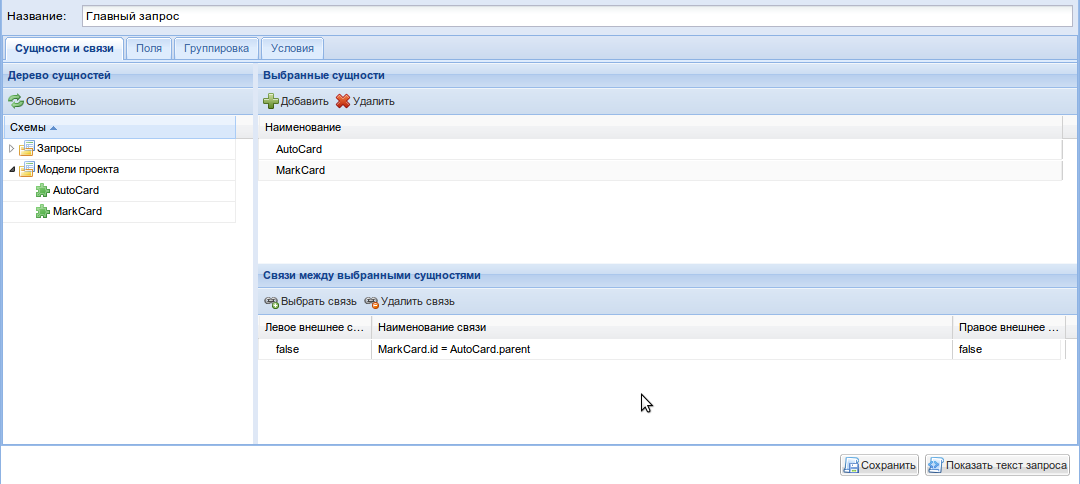 Название: Главный запрос
Сущности и связи Поля Группировка Условия
Дерево сущностей
Обновить
Схемы
Запросы
Модели проекта
AutoCard
MarkCard
Выбранные сущности
Добавить Удалить
Наименование
AutoCard
MarkCard
Связи между выбранными сущностями
Выбрать связь Удалить связь
Левое внешнее с... Наименование связи Правое внешнее ...
false MarkCard.id = AutoCard.parent false
Сохранить Показать текст запроса